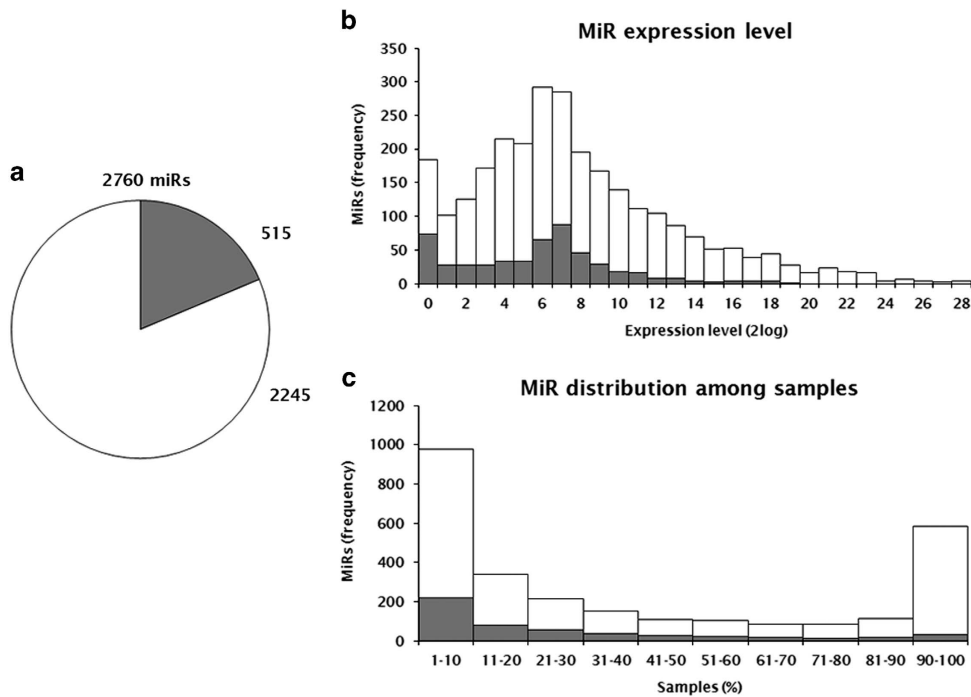 a
2760 miRs
515
2245
b
MiR expression level
MiRs (frequency)
350
300
250
200
150
100
50
0
0 2 4 6 8 10 12 14 16 18 20 22 24 26 28
Expression level (2log)
c
MiR distribution among samples
MiRs (frequency)
1200
1000
800
600
400
200
0
1-10 11-20 21-30 31-40 41-50 51-60 61-70 71-80 81-90 90-100
Samples (%)